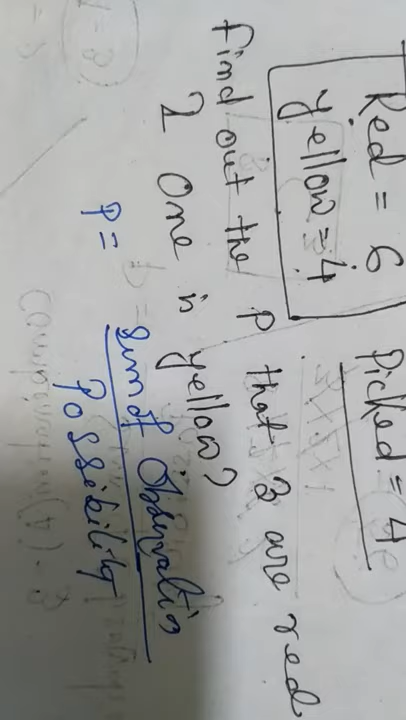 Red = 6
yellow = 4
Picked = 4
find out the P that 3 are red
1 one is yellow?
P = Sum of Observation
Possibility